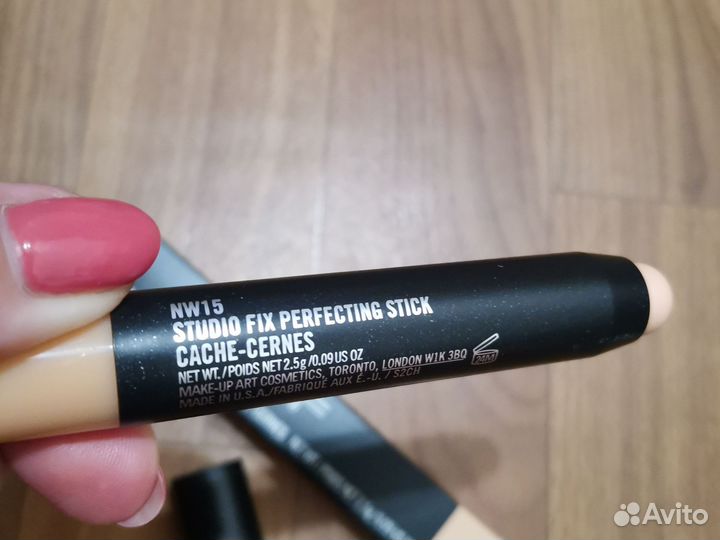 NW15
STUDIO FIX PERFECTING STICK
CACHE-CERNES
NET WT./POIDS NET 2.5g/0.09 US OZ
MAKE-UP ART COSMETICS, TORONTO, LONDON W1K 3BQ
MADE IN U.S.A./FABRIQUÉ AUX É.-U. / S2CH
24M
Avito